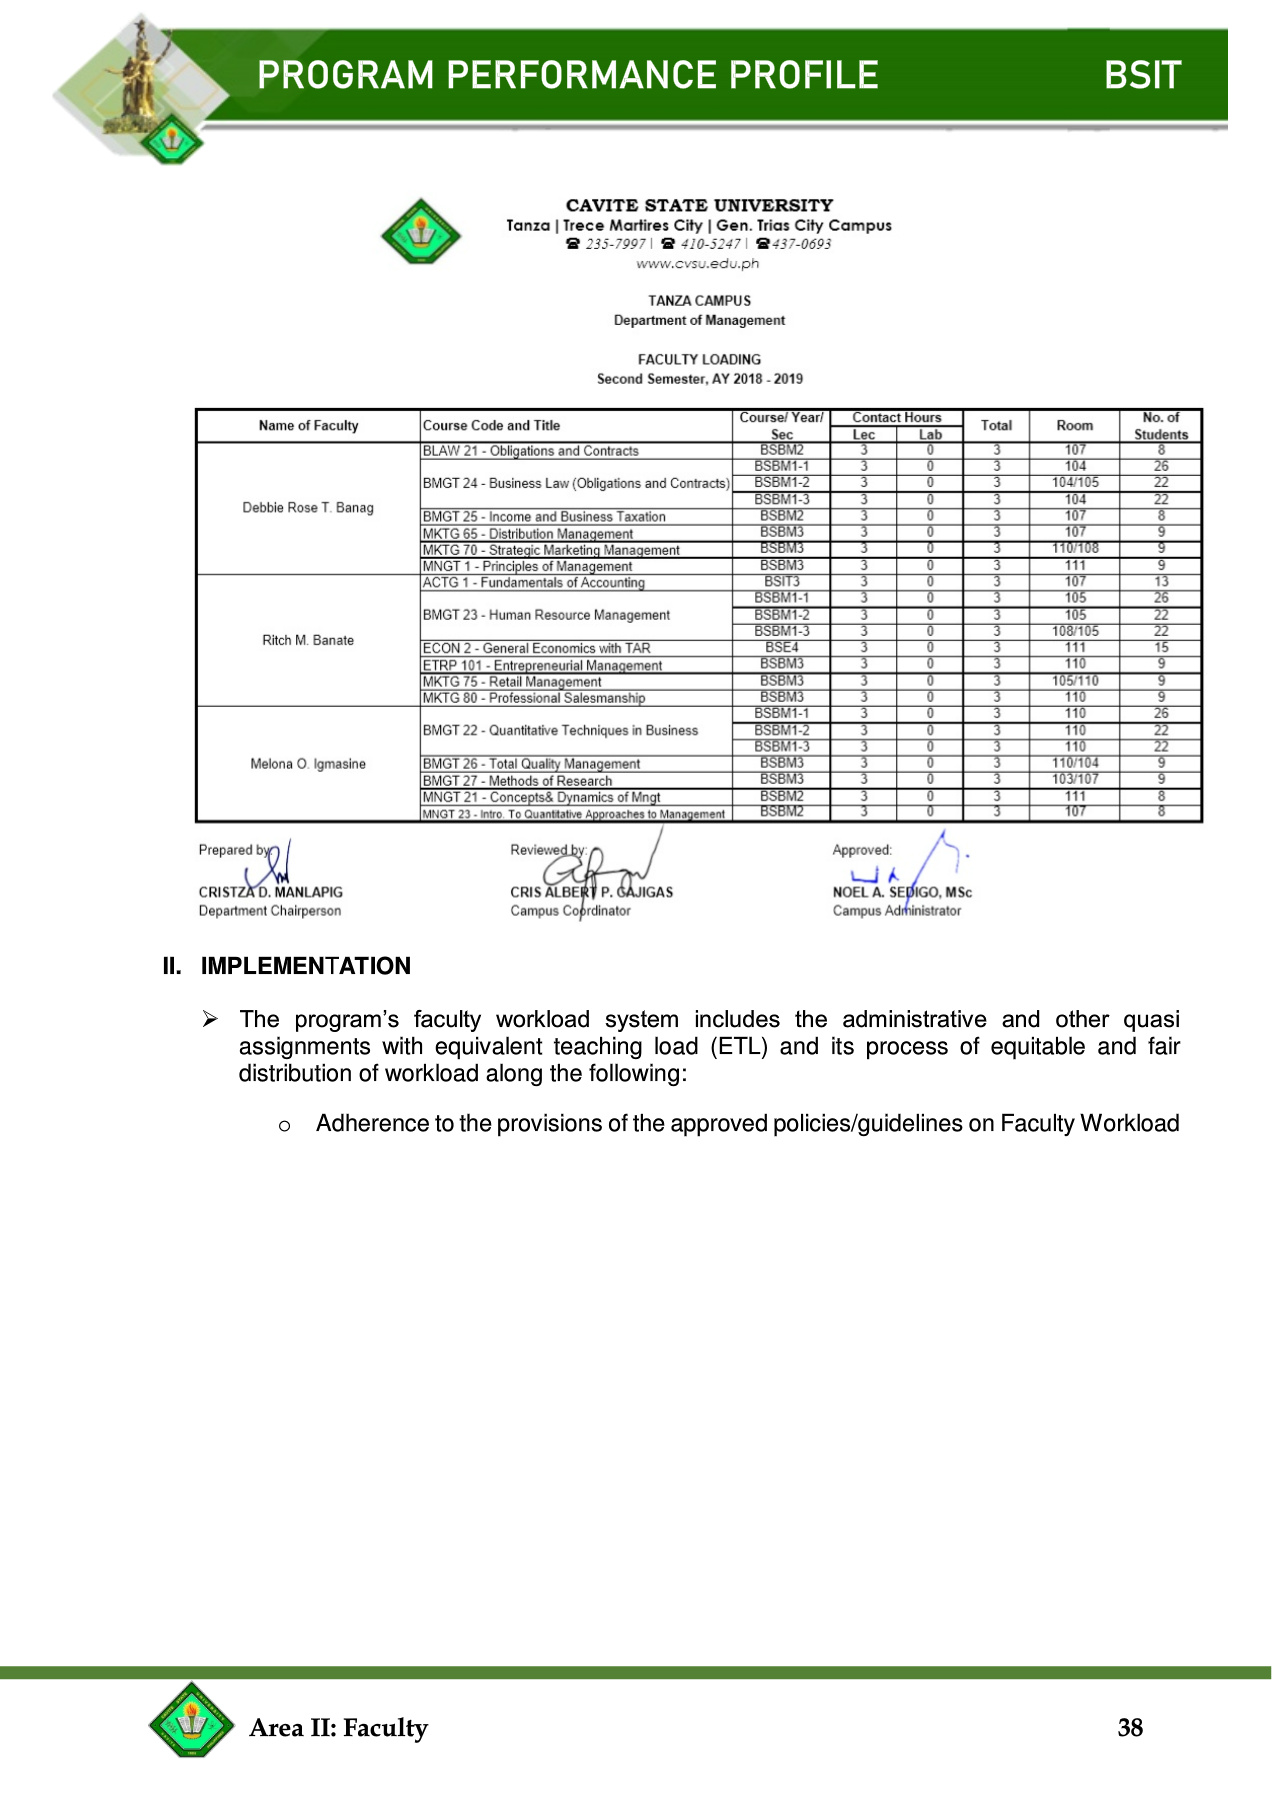 PROGRAM PERFORMANCE PROFILE BSIT
CAVITE STATE UNIVERSITY
Tanza | Trece Martires City | Gen. Trias City Campus
☎ 235-7997 | ☎ 410-5247 | ☎ 437-0693
www.cvsu.edu.ph
TANZA CAMPUS
Department of Management
FACULTY LOADING
Second Semester, AY 2018 - 2019
Name of Faculty Course Code and Title Course/ Year/ Sec Contact Hours Lec Lab Total Room No. of Students
Debbie Rose T. Banag
BLAW 21 - Obligations and Contracts BSBM2 3 0 3 107 8
BMGT 24 - Business Law (Obligations and Contracts) BSBM1-1 3 0 3 104 26
BSBM1-2 3 0 3 104/105 22
BSBM1-3 3 0 3 104 22
BMGT 25 - Income and Business Taxation BSBM2 3 0 3 107 8
MKTG 65 - Distribution Management BSBM3 3 0 3 107 9
MKTG 70 - Strategic Marketing Management BSBM3 3 0 3 110/108 9
MNGT 1 - Principles of Management BSBM3 3 0 3 111 9
Ritch M. Banate
ACTG 1 - Fundamentals of Accounting BSIT3 3 0 3 107 13
BMGT 23 - Human Resource Management BSBM1-1 3 0 3 105 26
BSBM1-2 3 0 3 105 22
BSBM1-3 3 0 3 108/105 22
ECON 2 - General Economics with TAR BSE4 3 0 3 111 15
ETRP 101 - Entrepreneurial Management BSBM3 3 0 3 110 9
MKTG 75 - Retail Management BSBM3 3 0 3 105/110 9
MKTG 80 - Professional Salesmanship BSBM3 3 0 3 110 9
Melona O. Igmasine
BMGT 22 - Quantitative Techniques in Business BSBM1-1 3 0 3 110 26
BSBM1-2 3 0 3 110 22
BSBM1-3 3 0 3 110 22
BMGT 26 - Total Quality Management BSBM3 3 0 3 110/104 9
BMGT 27 - Methods of Research BSBM3 3 0 3 103/107 9
MNGT 21 - Concepts& Dynamics of Mngt BSBM2 3 0 3 111 8
MNGT 23 - Intro. To Quantitative Approaches to Management BSBM2 3 0 3 107 8
Prepared by: Reviewed by: Approved:
CRISTZA D. MANLAPIG CRIS ALBERT P. GAJIGAS NOEL A. SEDIGO, MSc
Department Chairperson Campus Coordinator Campus Administrator
II. IMPLEMENTATION
➢ The program's faculty workload system includes the administrative and other quasi
assignments with equivalent teaching load (ETL) and its process of equitable and fair
distribution of workload along the following:
o Adherence to the provisions of the approved policies/guidelines on Faculty Workload
Area II: Faculty 38